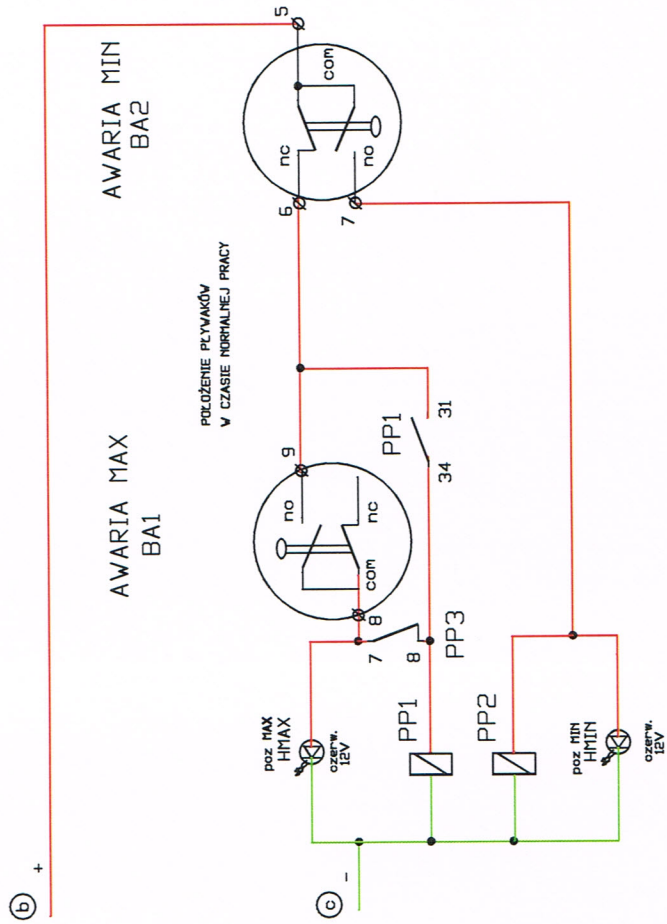 b
+
AWARIA MAX
BA1
AWARIA MIN
BA2
POŁOŻENIE PŁYWAKÓW
W CZASIE NORMALNEJ PRACY
5
com
nc
no
6
7
9
no
nc
com
8
PP1
34
31
7
8
PP3
poz MAX
HMAX
czerw.
12V
PP1
PP2
poz MIN
HMIN
czerw.
12V
c
-